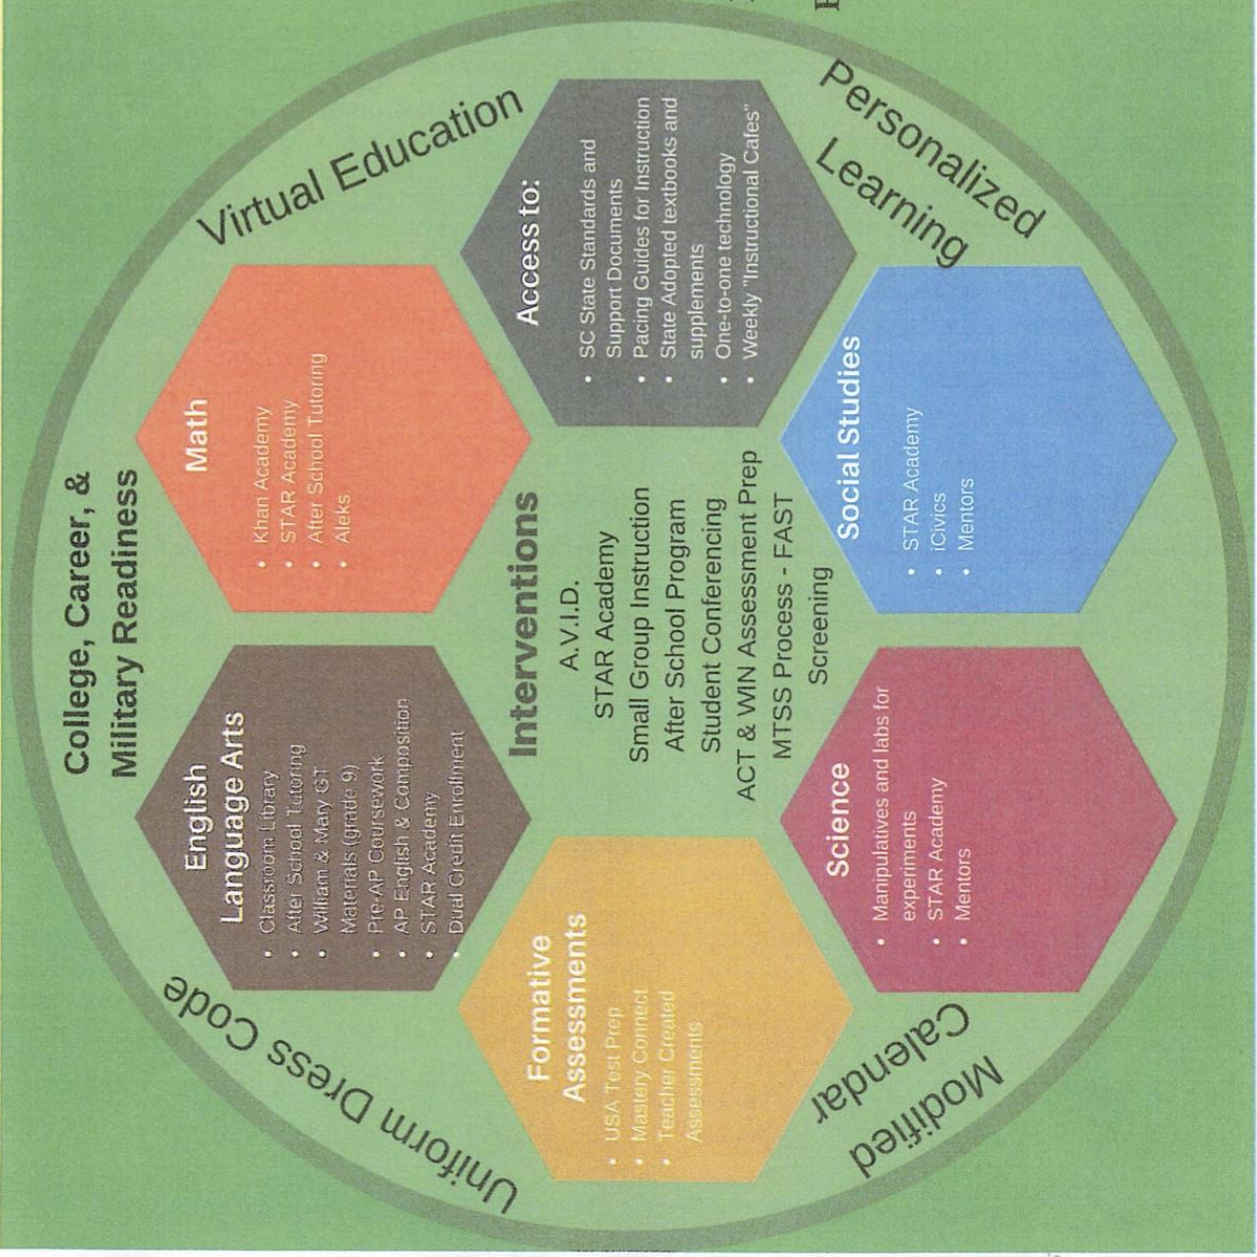 College, Career, &
Military Readiness
Uniform Dress Code
Virtual Education
English
Language Arts
• Classroom Library
• After School Tutoring
• William & Mary GT
Materials (grade 9)
• Pre-AP Coursework
• AP English & Composition
• STAR Academy
• Dual Credit Enrollment
Math
• Khan Academy
• STAR Academy
• After School Tutoring
• Aleks
Formative
Assessments
• USA Test Prep
• Mastery Connect
• Teacher Created
Assessments
Interventions
A.V.I.D.
STAR Academy
Small Group Instruction
After School Program
Student Conferencing
ACT & WIN Assessment Prep
MTSS Process - FAST
Screening
Access to:
• SC State Standards and
Support Documents
• Pacing Guides for Instruction
• State Adopted textbooks and
supplements
• One-to-one technology
• Weekly "Instructional Cafes"
Science
• Manipulatives and labs for
experiments
• STAR Academy
• Mentors
Social Studies
• STAR Academy
• iCivics
• Mentors
Modified
Calendar
Personalized
Learning